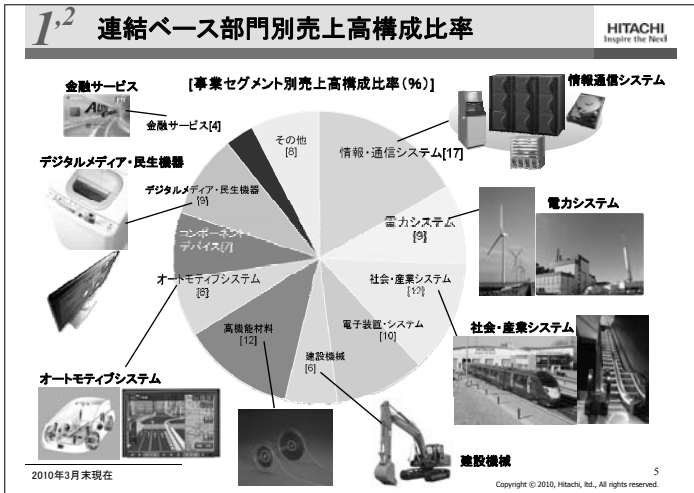 1,2 連結ベース部門別売上高構成比率
HITACHI
Inspire the Next
[事業セグメント別売上高構成比率(%)]
金融サービス
金融サービス[4]
その他
[8]
情報・通信システム[17]
情報通信システム
デジタルメディア・民生機器
デジタルメディア・民生機器
[9]
電力システム
[9]
電力システム
コンポーネント・
デバイス[7]
社会・産業システム
[12]
オートモティブシステム
電子装置・システム
[10]
社会・産業システム
高機能材料
[12]
建設機械
[6]
オートモティブシステム
建設機械
2010年3月末現在
5
Copyright © 2010, Hitachi, ltd., All rights reserved.